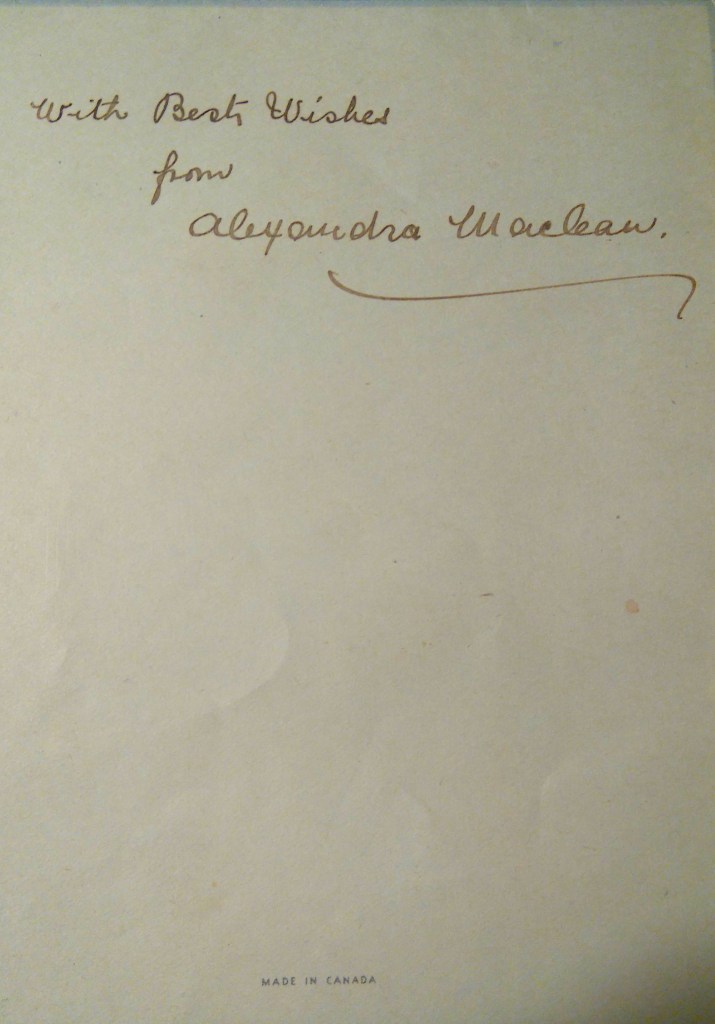 With Best Wishes
from
Alexandra Maclean.
MADE IN CANADA